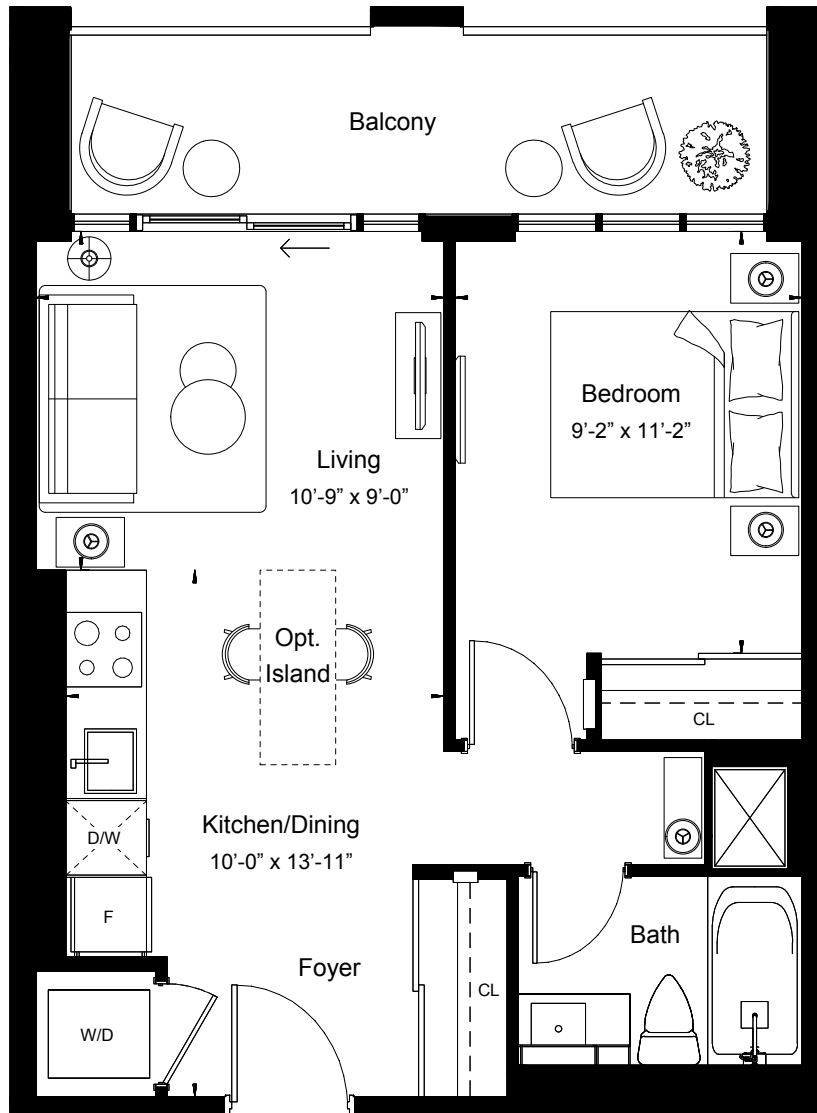 Balcony
Bedroom
9’-2” x 11’-2”
Living
10’-9” x 9’-0”
Opt.
Island
CL
D/W
Kitchen/Dining
10’-0” x 13’-11”
F
Bath
Foyer
CL
W/D